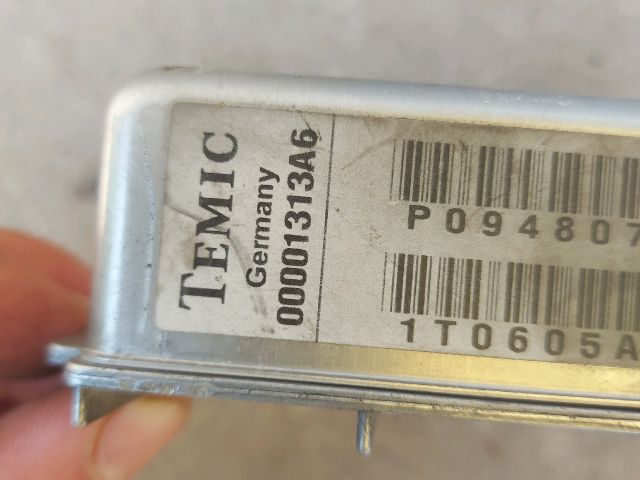 TEMIC
Germany
00001313A6
P094807
1T0605A